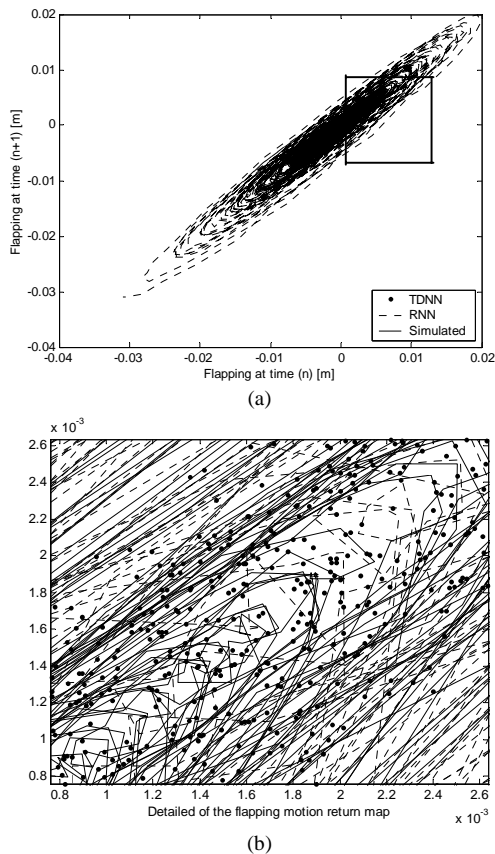 0.02
0.01
0
-0.01
-0.02
-0.03
-0.04
Flapping at time (n+1) [m]
TDNN
RNN
Simulated
-0.04 -0.03 -0.02 -0.01 0 0.01 0.02
Flapping at time (n) [m]
(a)
x 10⁻³
2.6
2.4
2.2
2
1.8
1.6
1.4
1.2
1
0.8
0.8 1 1.2 1.4 1.6 1.8 2 2.2 2.4 2.6
Detailed of the flapping motion return map
x 10⁻³
(b)